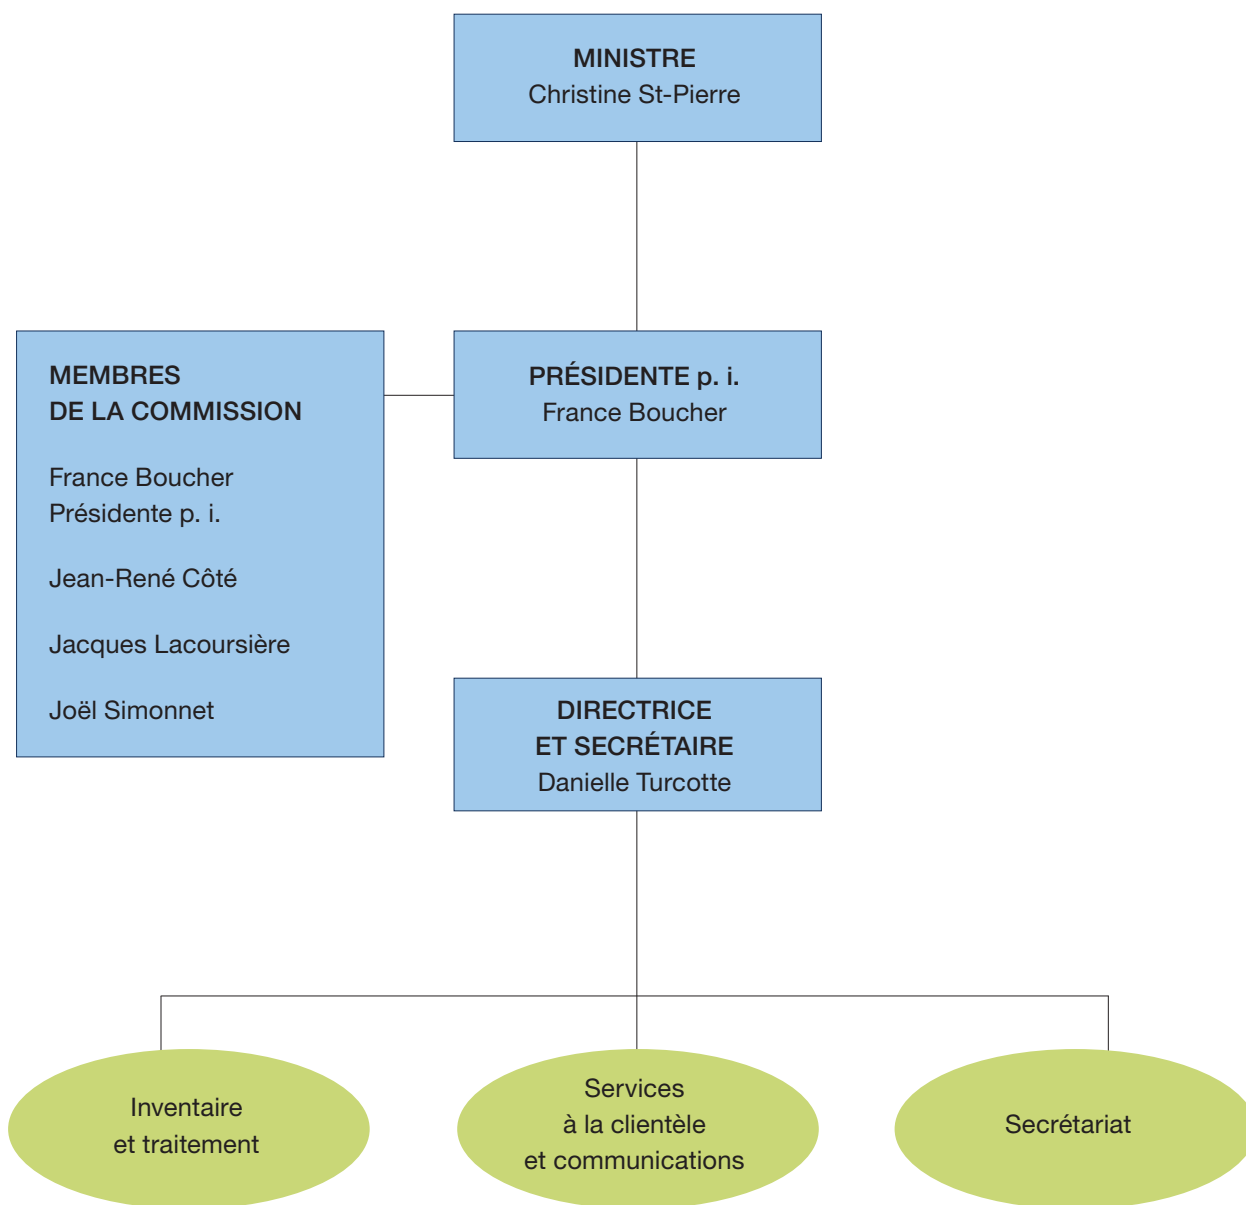 MINISTRE
Christine St-Pierre
MEMBRES
DE LA COMMISSION
France Boucher
Présidente p. i.
Jean-René Côté
Jacques Lacoursière
Joël Simonnet
PRÉSIDENTE p. i.
France Boucher
DIRECTRICE
ET SECRÉTAIRE
Danielle Turcotte
Inventaire
et traitement
Services
à la clientèle
et communications
Secrétariat